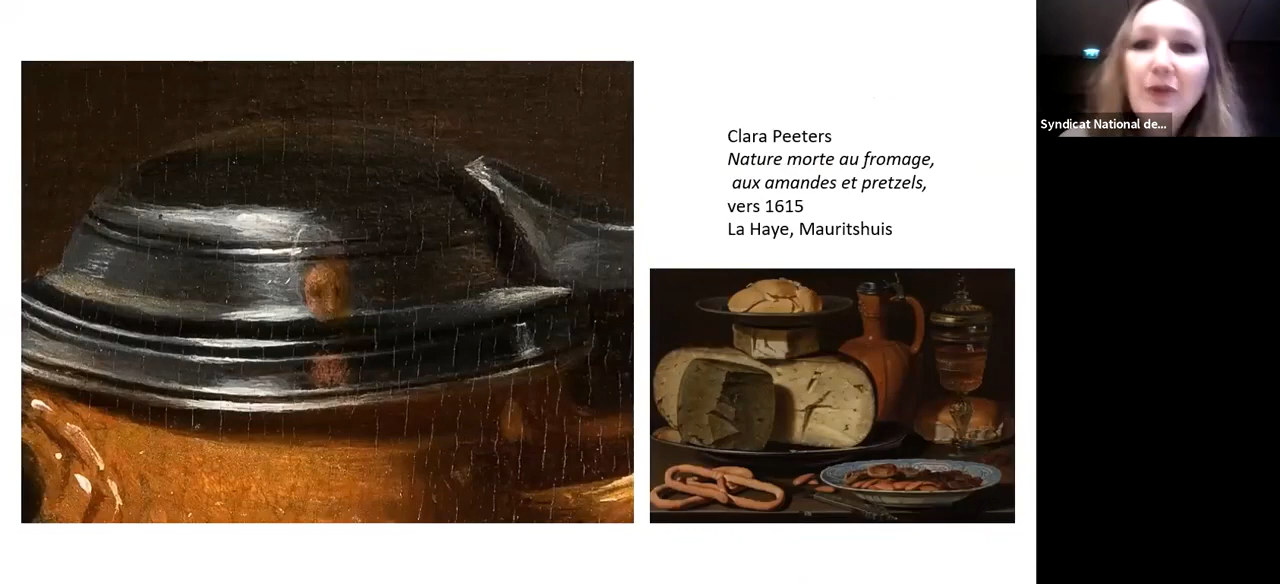 Clara Peeters
Nature morte au fromage,
aux amandes et pretzels,
vers 1615
La Haye, Mauritshuis
Syndicat National de...